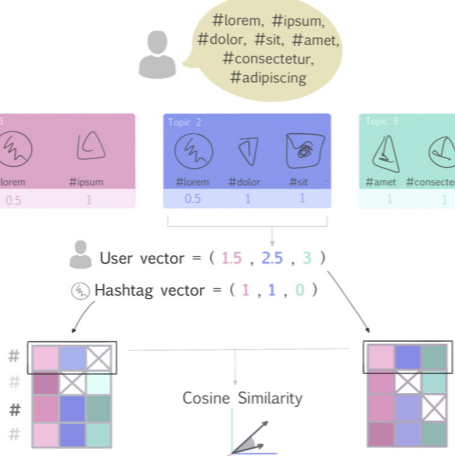 #lorem, #ipsum,
#dolor, #sit, #amet,
#consectetur,
#adipiscing
1
Topic 2
Topic 3
lorem
#ipsum
#lorem
#dolor
#sit
#amet
#consecte
0.5
1
0.5
1
1
1
1
User vector = ( 1.5 , 2.5 , 3 )
Hashtag vector = ( 1 , 1 , 0 )
#
#
#
#
Cosine Similarity